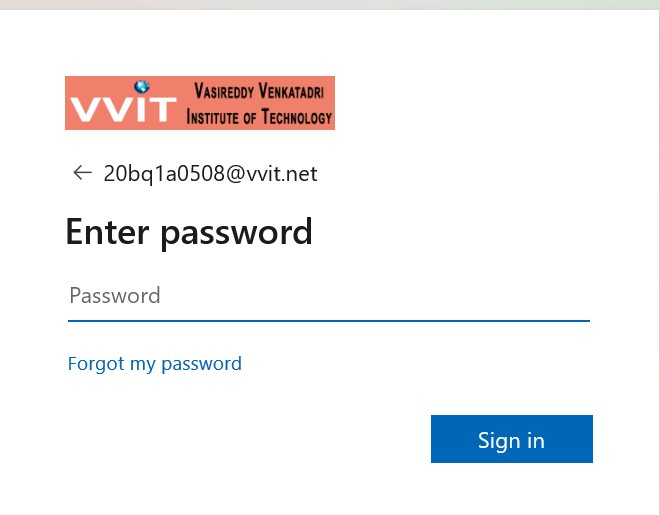 VVIT
VASIREDDY VENKATADRI
INSTITUTE OF TECHNOLOGY
20bq1a0508@vvit.net
Enter password
Password
Forgot my password
Sign in